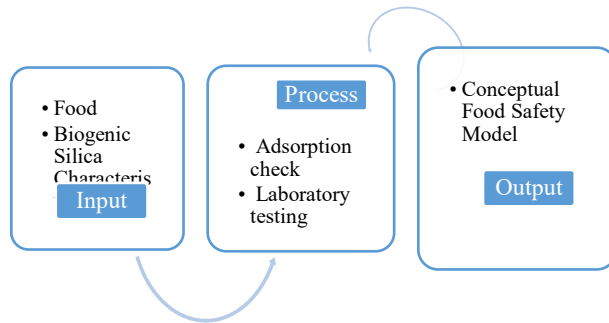 • Food
• Biogenic
Silica
Characteris
Input
Process
• Adsorption
check
• Laboratory
testing
• Conceptual
Food Safety
Model
Output